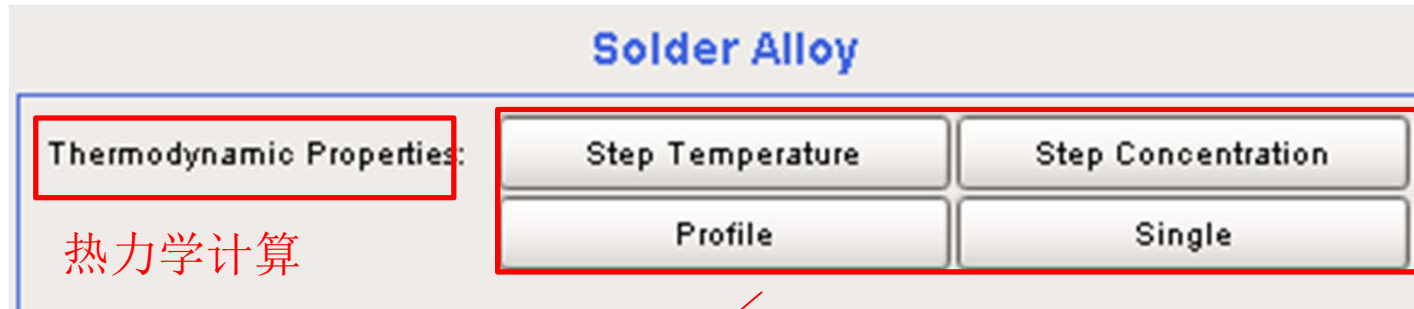 Solder Alloy
Thermodynamic Properties: Step Temperature Step Concentration
热力学计算 Profile Single